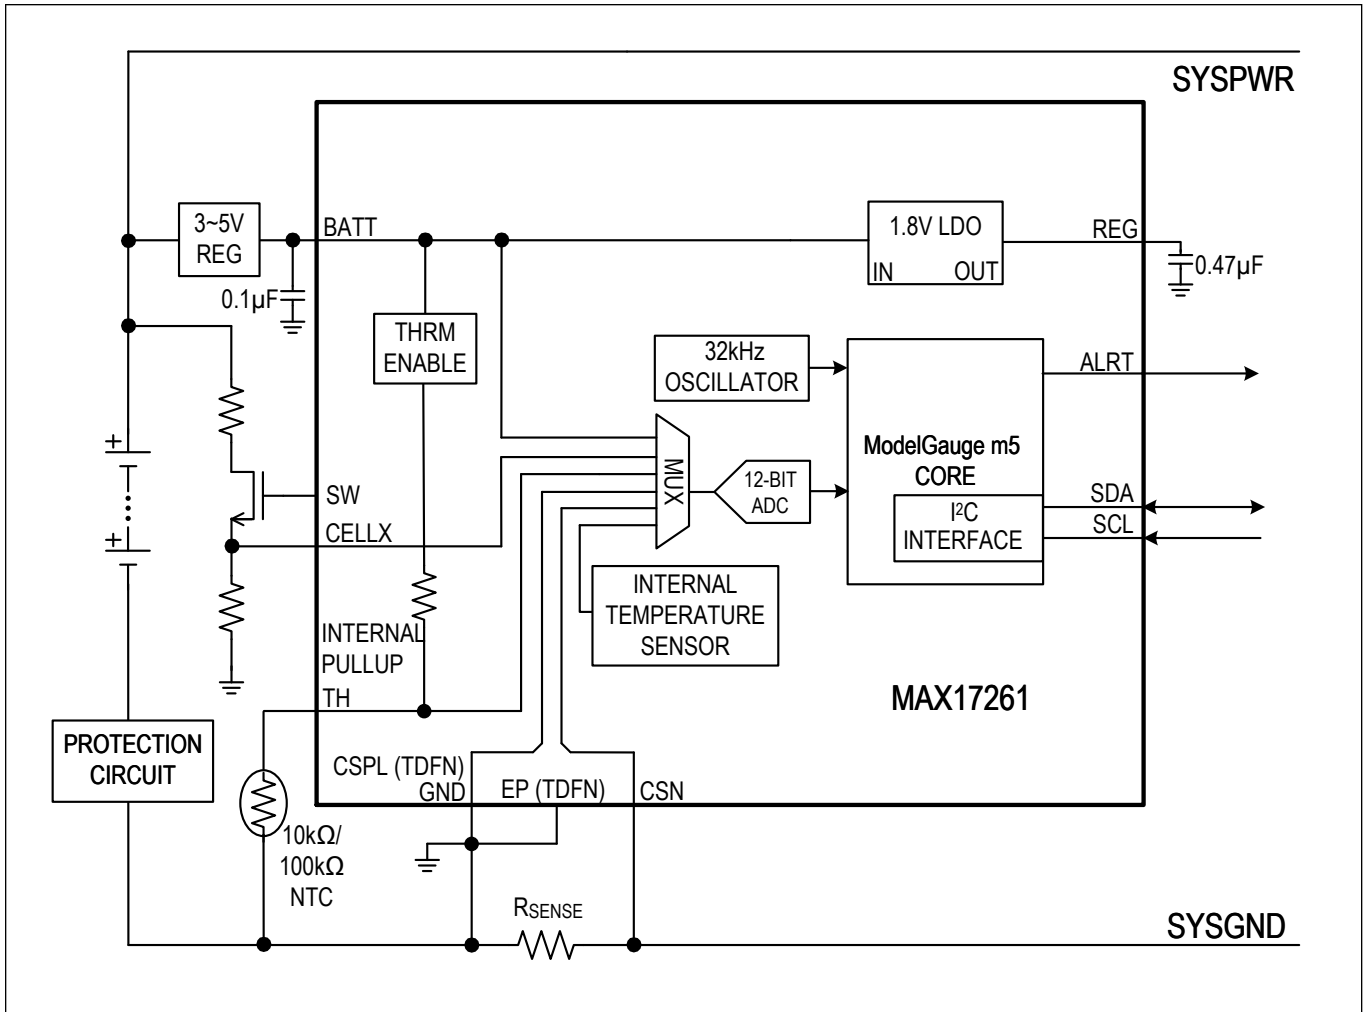 SYSPWR
3~5V
REG
BATT
1.8V LDO
IN OUT
REG
0.1µF
0.47µF
THRM
ENABLE
32kHz
OSCILLATOR
ALRT
MUX
12-BIT
ADC
ModelGauge m5
CORE
I²C
INTERFACE
SDA
SCL
+
+
SW
CELLX
INTERNAL
TEMPERATURE
SENSOR
INTERNAL
PULLUP
TH
MAX17261
PROTECTION
CIRCUIT
CSPL (TDFN)
GND
EP (TDFN)
CSN
10kΩ/
100kΩ
NTC
RSENSE
SYSGND